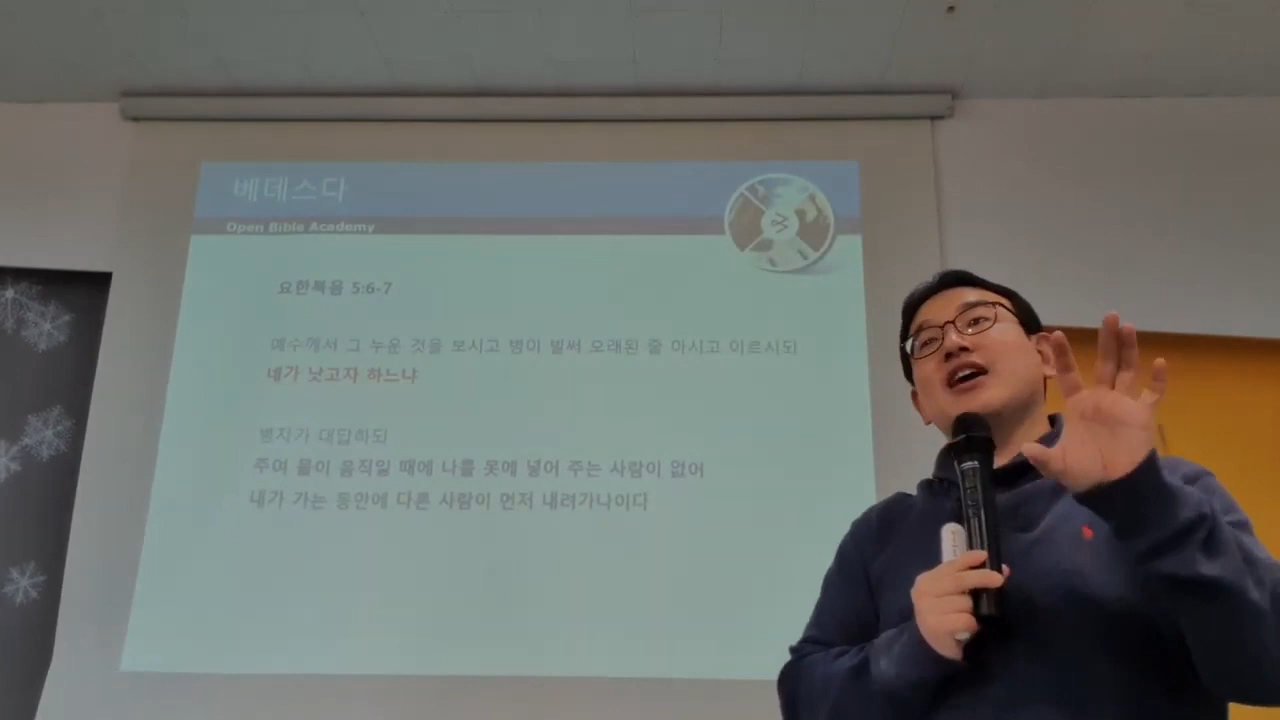 베데스다
Open Bible Academy
요한복음 5:6-7
예수께서 그 누운 것을 보시고 병이 벌써 오래된 줄 아시고 이르시되
네가 낫고자 하느냐
병자가 대답하되
주여 물이 움직일 때에 나를 못에 넣어 주는 사람이 없어
내가 가는 동안에 다른 사람이 먼저 내려가나이다